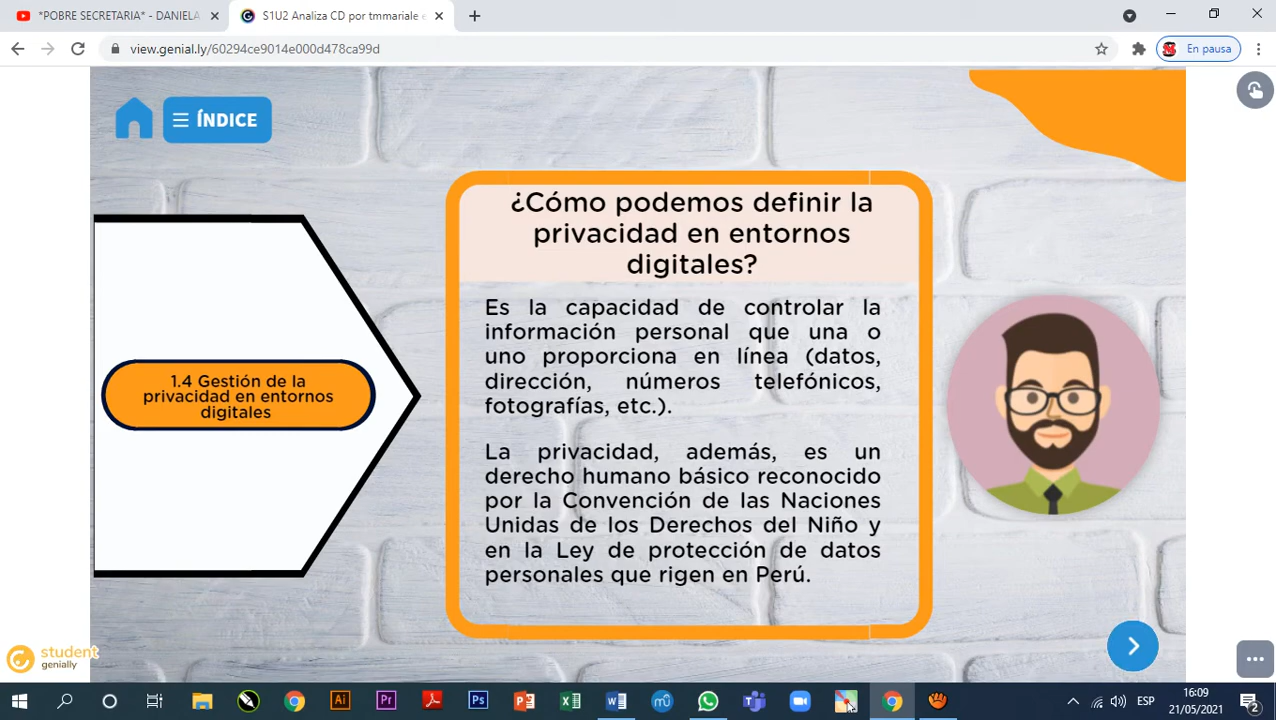 *POBRE SECRETARIA* - DANIELA
S1U2 Analiza CD por tmmariale e
view.genial.ly/60294ce9014e000d478ca99d
En pausa
ÍNDICE
¿Cómo podemos definir la
privacidad en entornos
digitales?
Es la capacidad de controlar la
información personal que una o
uno proporciona en línea (datos,
dirección, números telefónicos,
fotografías, etc.).
La privacidad, además, es un
derecho humano básico reconocido
por la Convención de las Naciones
Unidas de los Derechos del Niño y
en la Ley de protección de datos
personales que rigen en Perú.
1.4 Gestión de la
privacidad en entornos
digitales
student
genially
Ai
Pr
Ps
ESP
16:09
21/05/2021
2